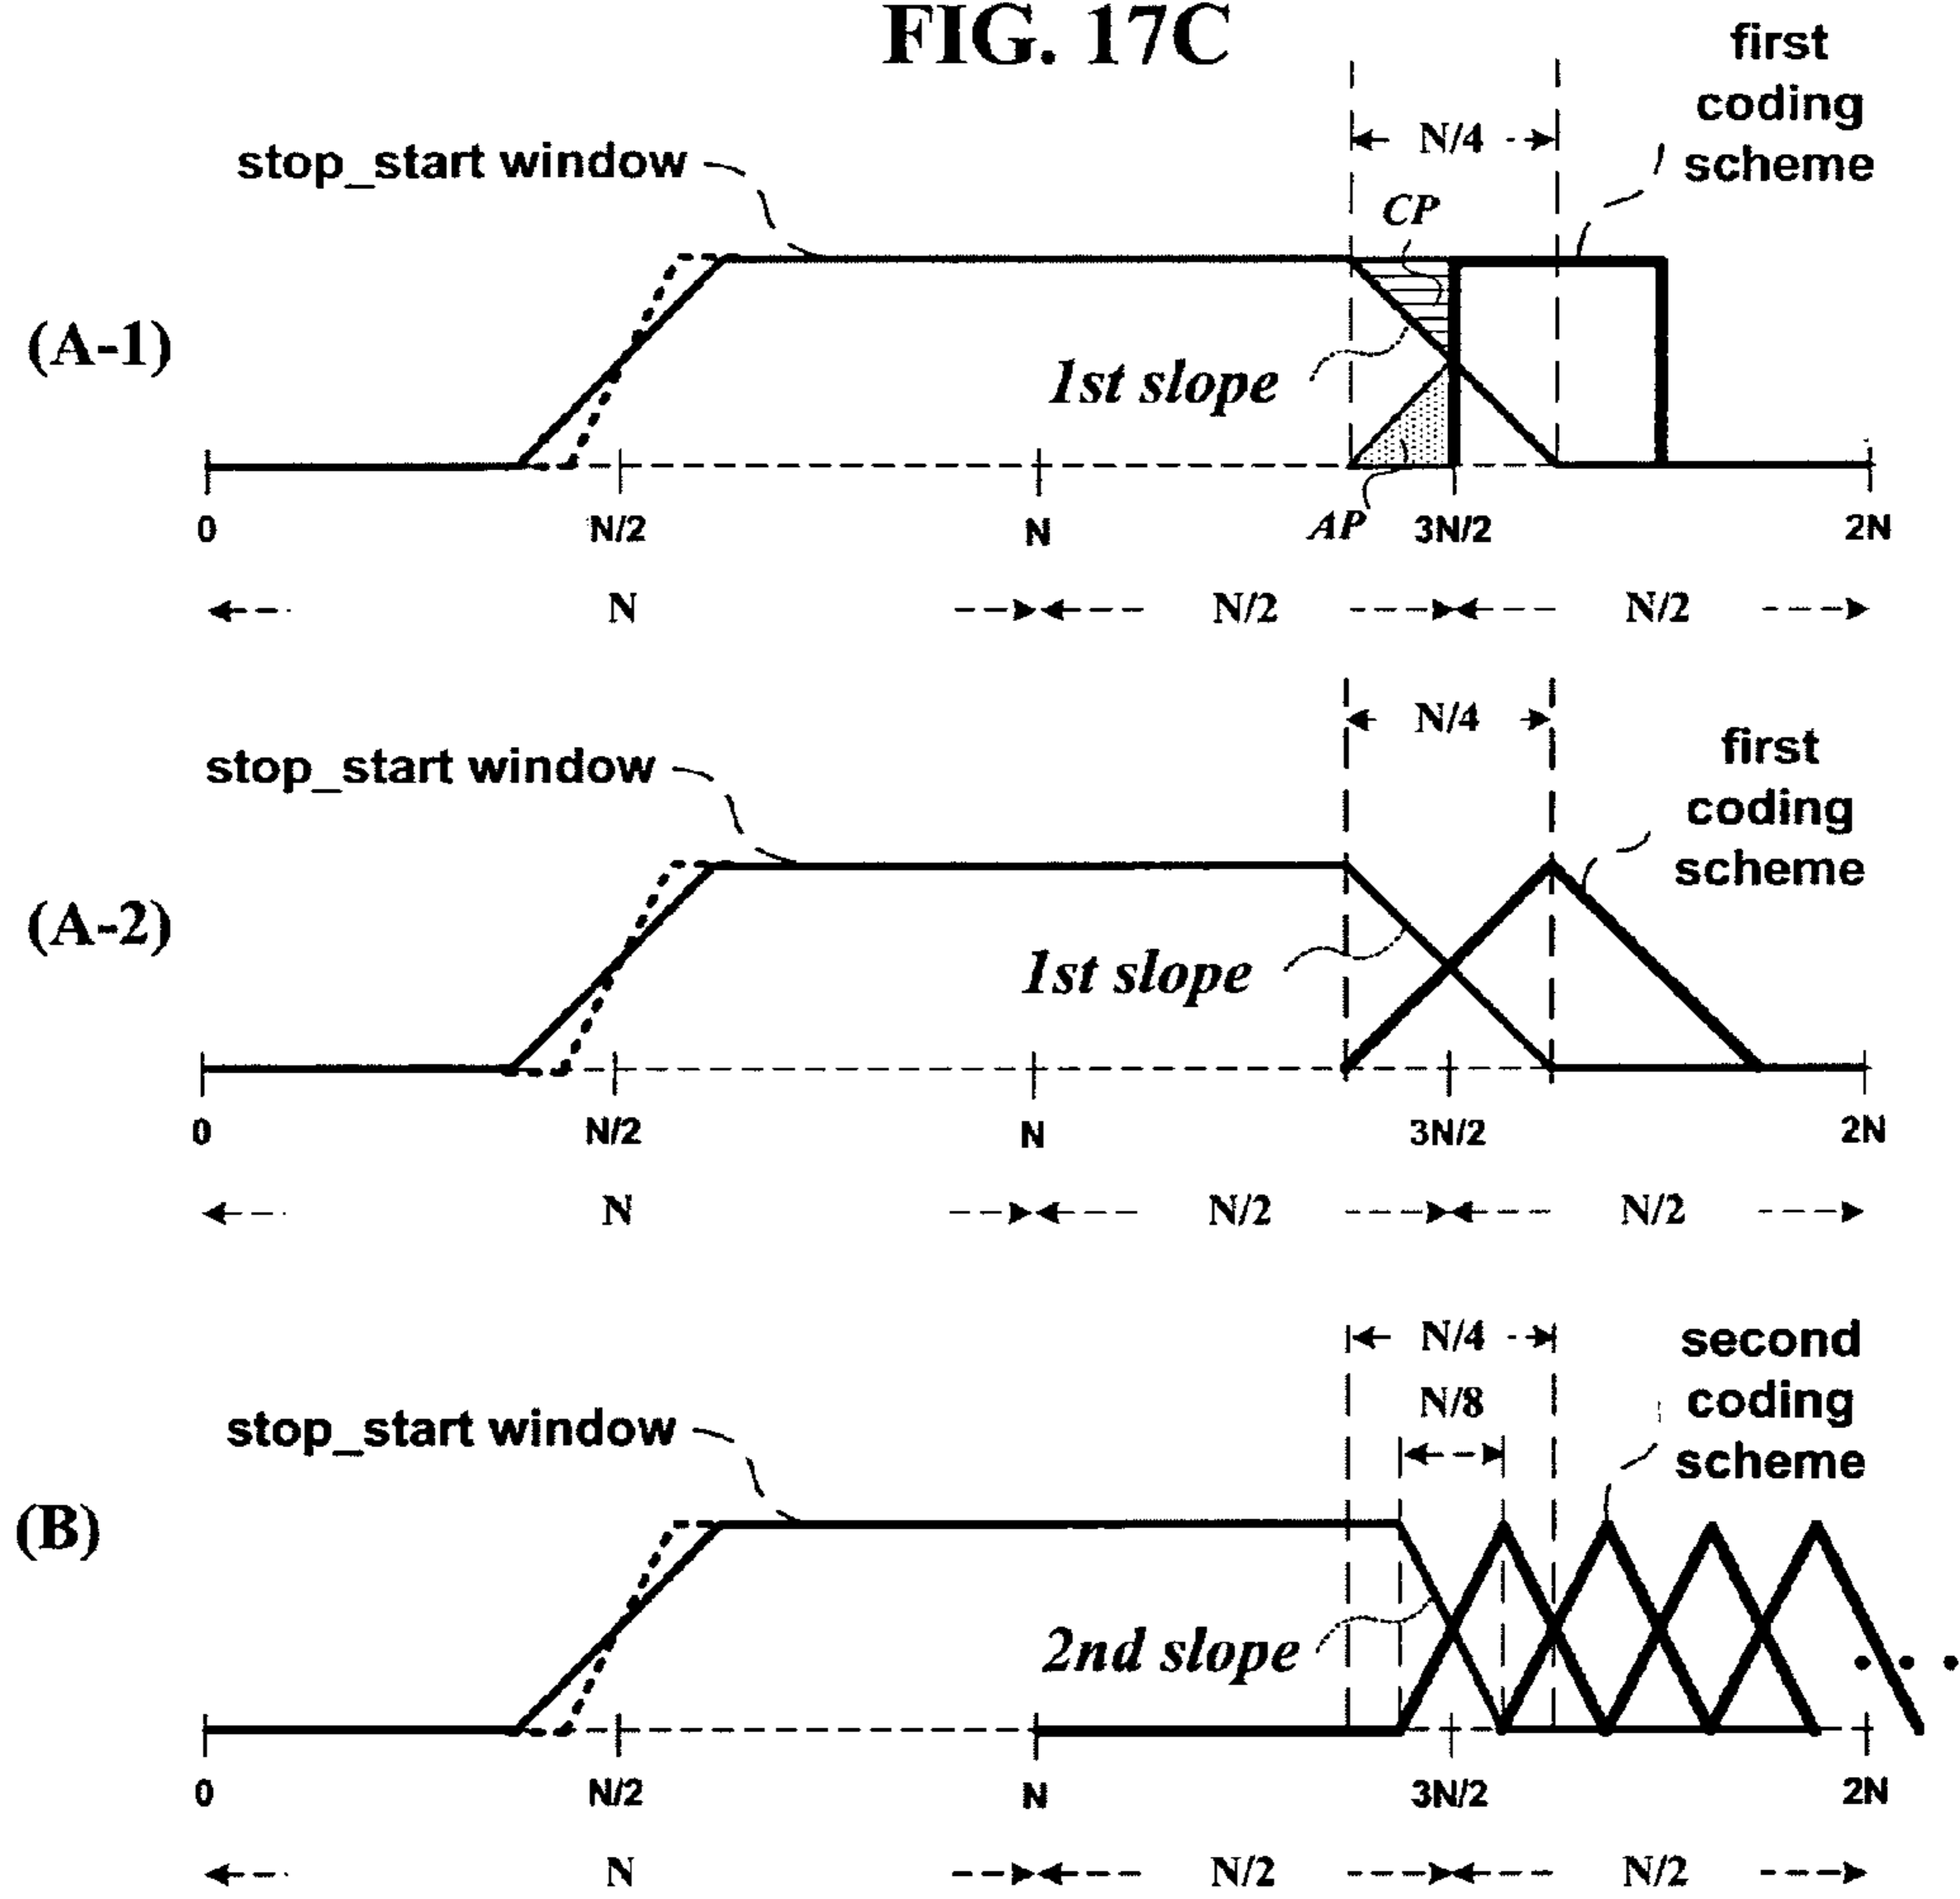 FIG. 17C
first
coding
scheme
N/4
stop_start window
CP
(A-1)
1st slope
AP
0
N/2
N
3N/2
2N
N
N/2
N/2
N/4
first
coding
scheme
stop_start window
(A-2)
1st slope
0
N/2
N
3N/2
2N
N
N/2
N/2
N/4
N/8
second
coding
scheme
stop_start window
(B)
2nd slope
0
N/2
N
3N/2
2N
N
N/2
N/2